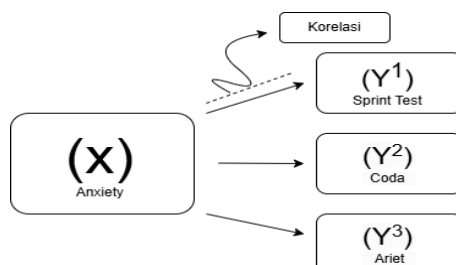 Korelasi
(Y¹)
Sprint Test
(x)
Anxiety
(Y²)
Coda
(Y³)
Ariet